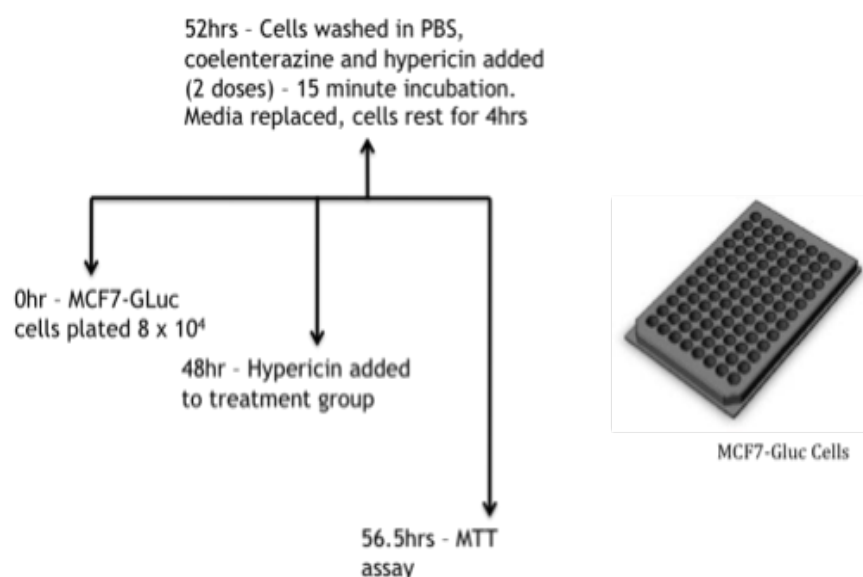 52hrs - Cells washed in PBS,
coelenterazine and hypericin added
(2 doses) - 15 minute incubation.
Media replaced, cells rest for 4hrs
0hr - MCF7-GLuc
cells plated 8 x 10⁴
48hr - Hypericin added
to treatment group
56.5hrs - MTT
assay
MCF7-Gluc Cells